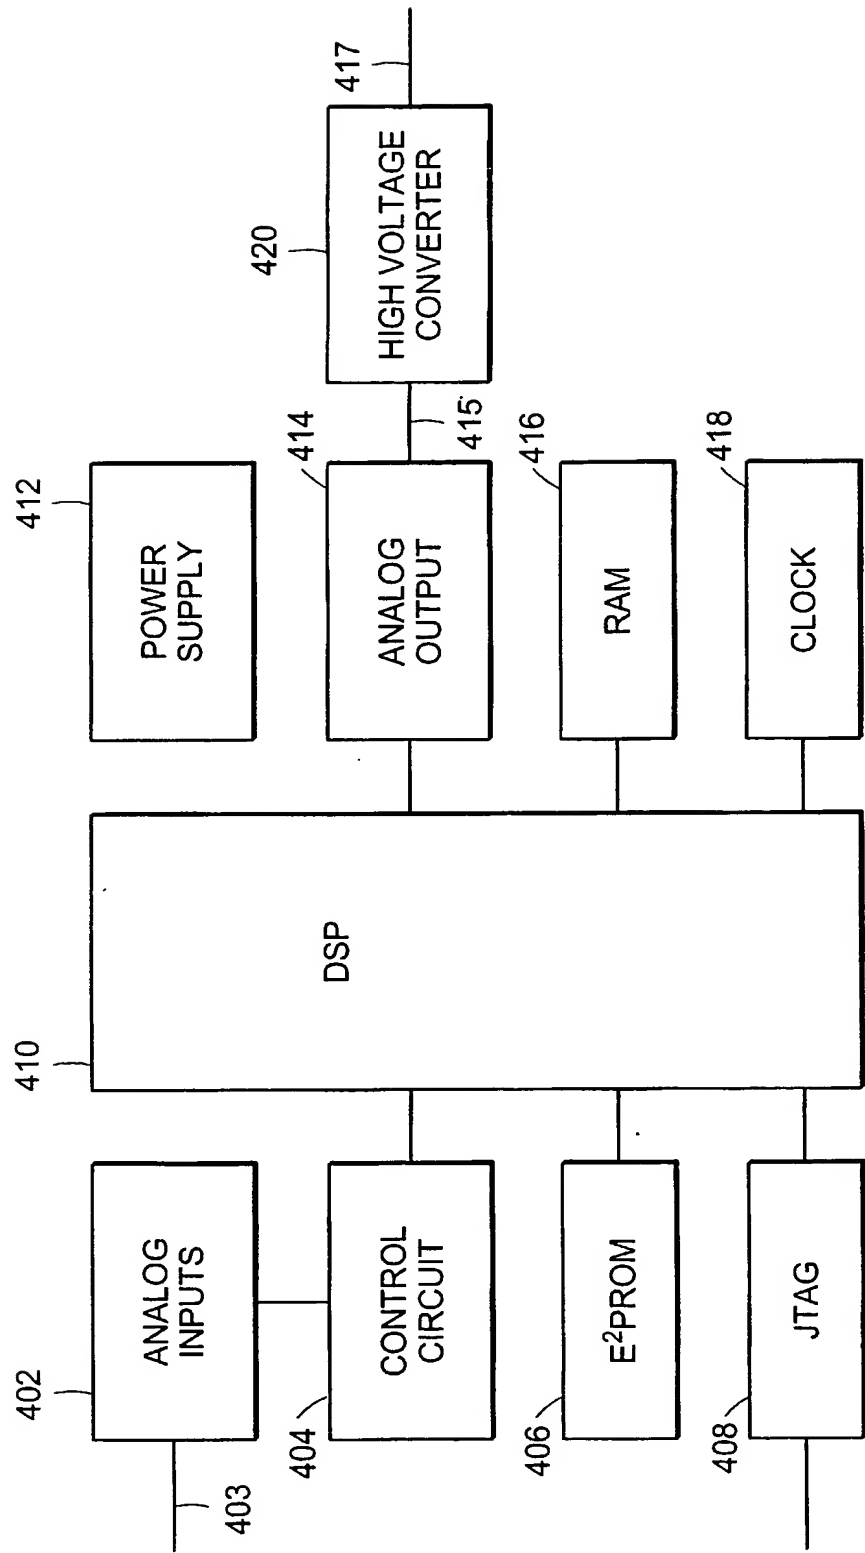 402
ANALOG
INPUTS
403
404
CONTROL
CIRCUIT
406
E²PROM
408
JTAG
410
DSP
412
POWER
SUPPLY
414
ANALOG
OUTPUT
415
416
RAM
418
CLOCK
420
HIGH VOLTAGE
CONVERTER
417